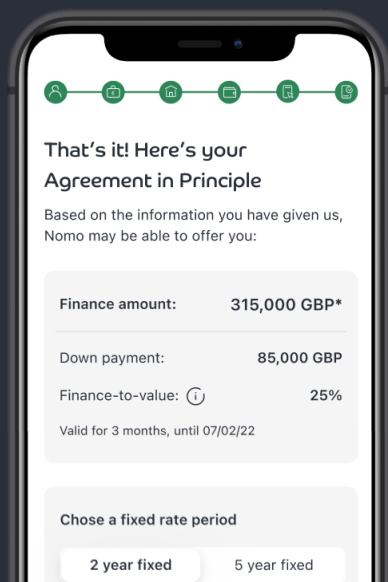 That's it! Here's your
Agreement in Principle
Based on the information you have given us,
Nomo may be able to offer you:
Finance amount: 315,000 GBP*
Down payment: 85,000 GBP
Finance-to-value: 25%
Valid for 3 months, until 07/02/22
Chose a fixed rate period
2 year fixed 5 year fixed